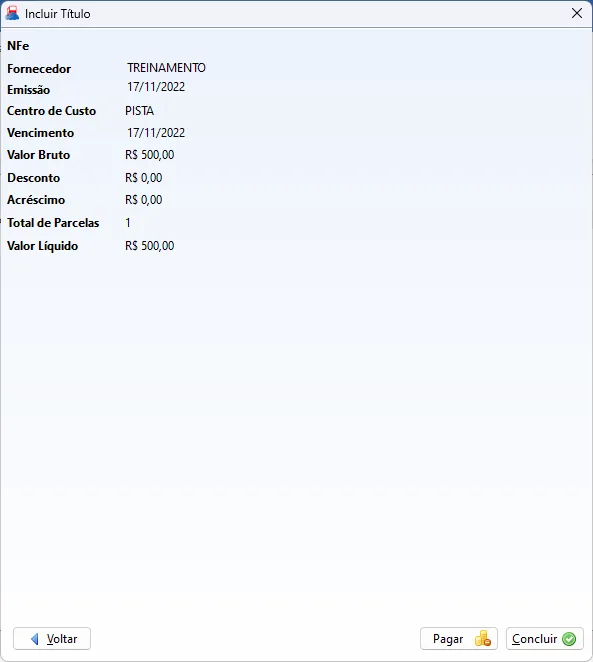 Incluir Título
NFe
Fornecedor TREINAMENTO
Emissão 17/11/2022
Centro de Custo PISTA
Vencimento 17/11/2022
Valor Bruto R$ 500,00
Desconto R$ 0,00
Acréscimo R$ 0,00
Total de Parcelas 1
Valor Líquido R$ 500,00
Voltar Pagar Concluir